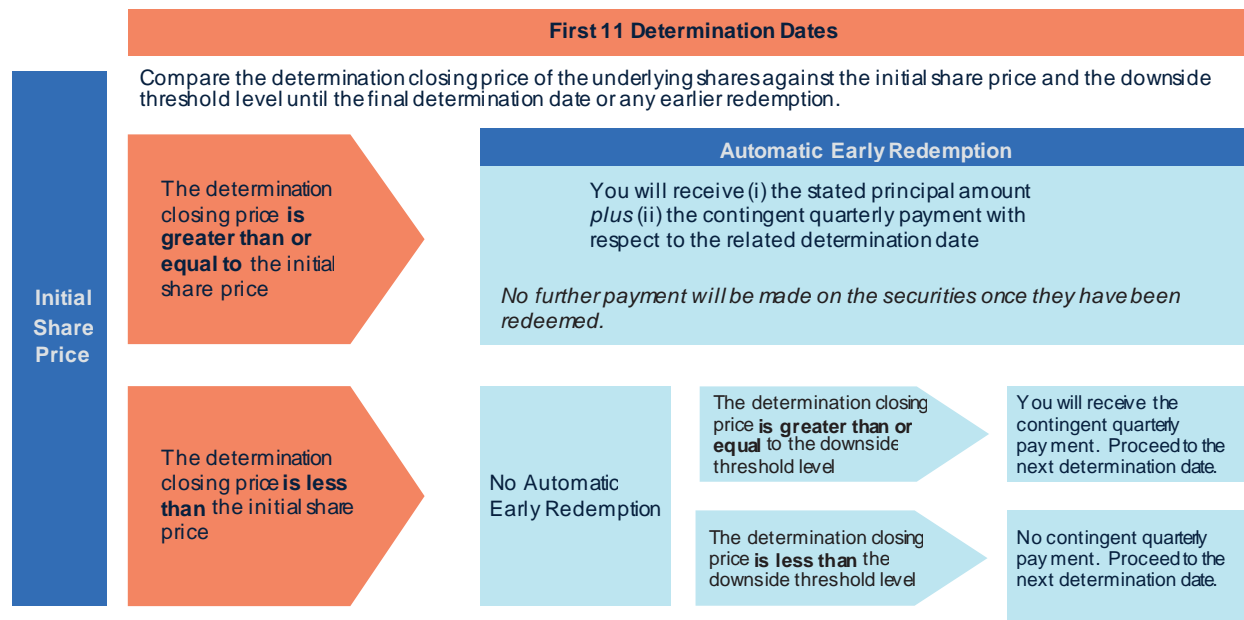 First 11 Determination Dates
Compare the determination closing price of the underlying shares against the initial share price and the downside
threshold level until the final determination date or any earlier redemption.
Initial
Share
Price
The determination
closing price is
greater than or
equal to the initial
share price
Automatic Early Redemption
You will receive (i) the stated principal amount
plus (ii) the contingent quarterly payment with
respect to the related determination date
No further payment will be made on the securities once they have been
redeemed.
The determination
closing price is less
than the initial share
price
No Automatic
Early Redemption
The determination closing
price is greater than or
equal to the downside
threshold level
You will receive the
contingent quarterly
payment. Proceed to the
next determination date.
The determination closing
price is less than the
downside threshold level
No contingent quarterly
payment. Proceed to the
next determination date.